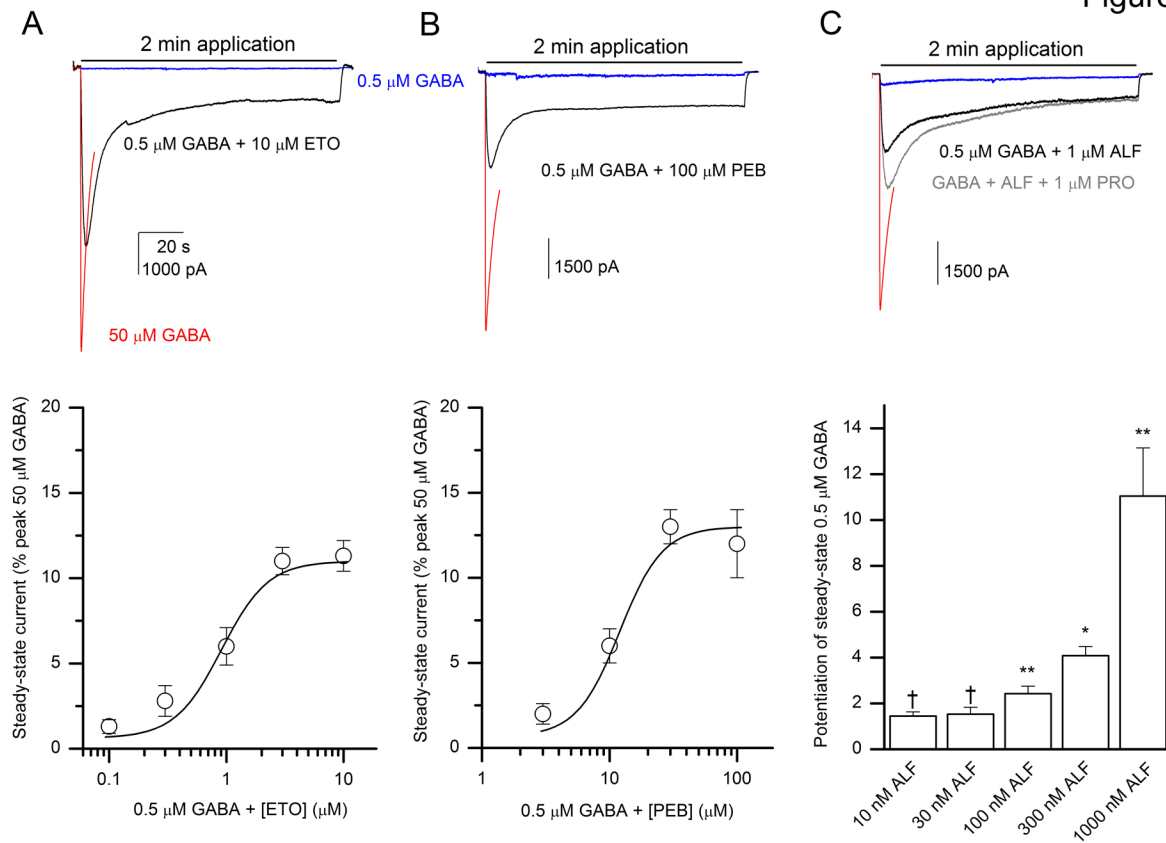 Figure
A
B
C
2 min application
2 min application
2 min application
0.5 μM GABA
0.5 μM GABA + 10 μM ETO
0.5 μM GABA + 100 μM PEB
0.5 μM GABA + 1 μM ALF
GABA + ALF + 1 μM PRO
20 s
1000 pA
1500 pA
1500 pA
50 μM GABA
Steady-state current (% peak 50 μM GABA)
20
15
10
5
0
0.1
1
10
0.5 μM GABA + [ETO] (μM)
Steady-state current (% peak 50 μM GABA)
20
15
10
5
0
1
10
100
0.5 μM GABA + [PEB] (μM)
Potentiation of steady-state 0.5 μM GABA
14
12
10
8
6
4
2
0
†
†
**
*
**
10 nM ALF
30 nM ALF
100 nM ALF
300 nM ALF
1000 nM ALF